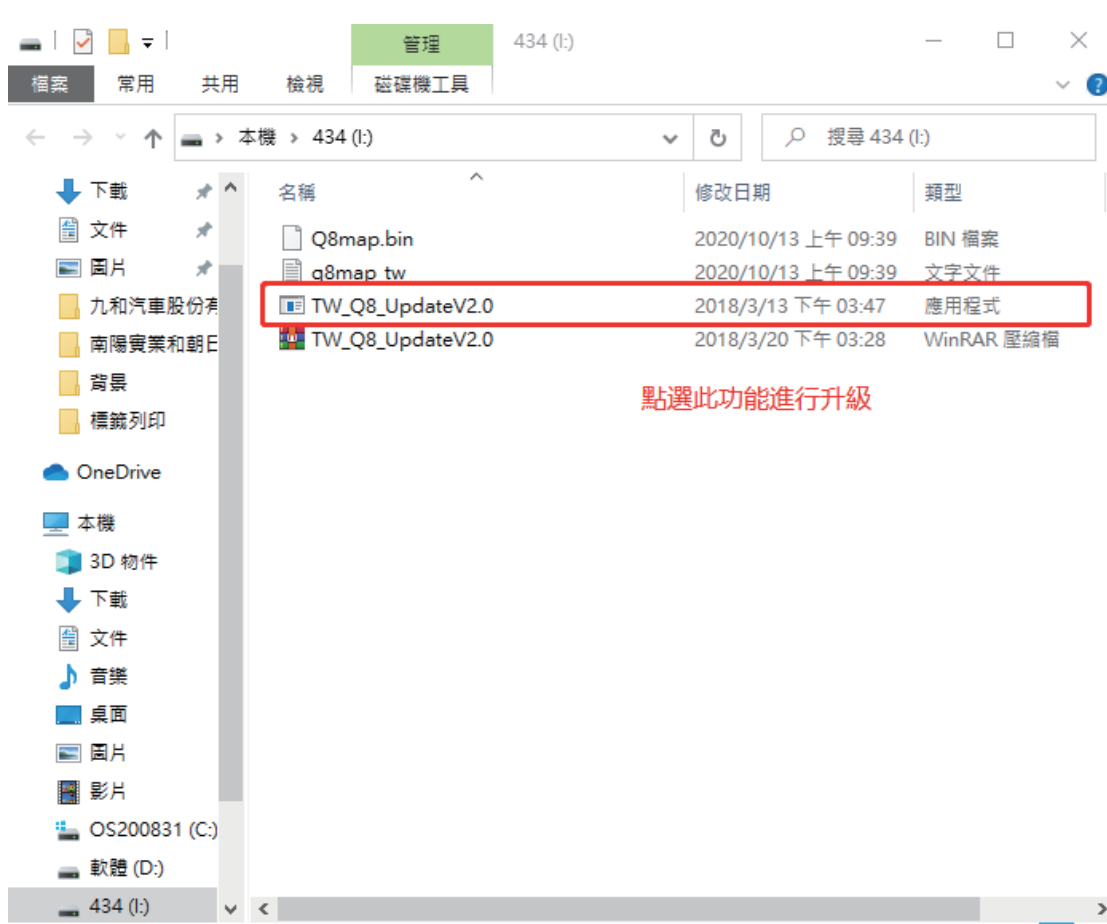 管理
434 (I:)
檔案
常用
共用
檢視
磁碟機工具
本機 › 434 (I:)
搜尋 434 (I:)
名稱
修改日期
類型
Q8map.bin 2020/10/13 上午 09:39 BIN 檔案
q8map_tw 2020/10/13 上午 09:39 文字文件
TW_Q8_UpdateV2.0 2018/3/13 下午 03:47 應用程式
TW_Q8_UpdateV2.0 2018/3/20 下午 03:28 WinRAR 壓縮檔
點選此功能進行升級
下載
文件
圖片
九和汽車股份有
南陽實業和朝日
背景
標籤列印
OneDrive
本機
3D 物件
下載
文件
音樂
桌面
圖片
影片
OS200831 (C:)
軟體 (D:)
434 (I:)